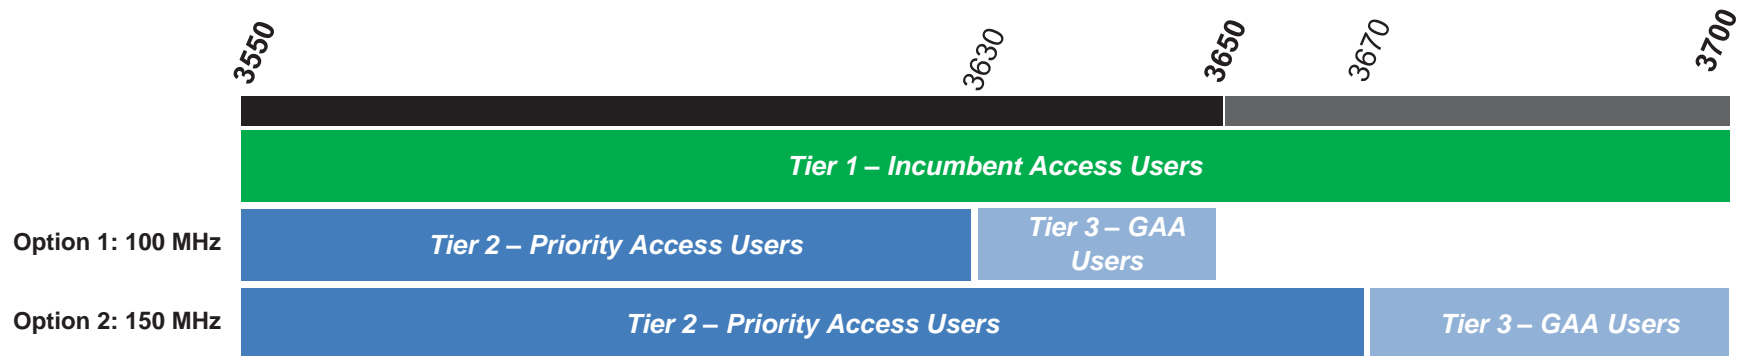 3550 3630 3650 3670 3700
Tier 1 – Incumbent Access Users
Option 1: 100 MHz Tier 2 – Priority Access Users Tier 3 – GAA
Users
Option 2: 150 MHz Tier 2 – Priority Access Users Tier 3 – GAA Users